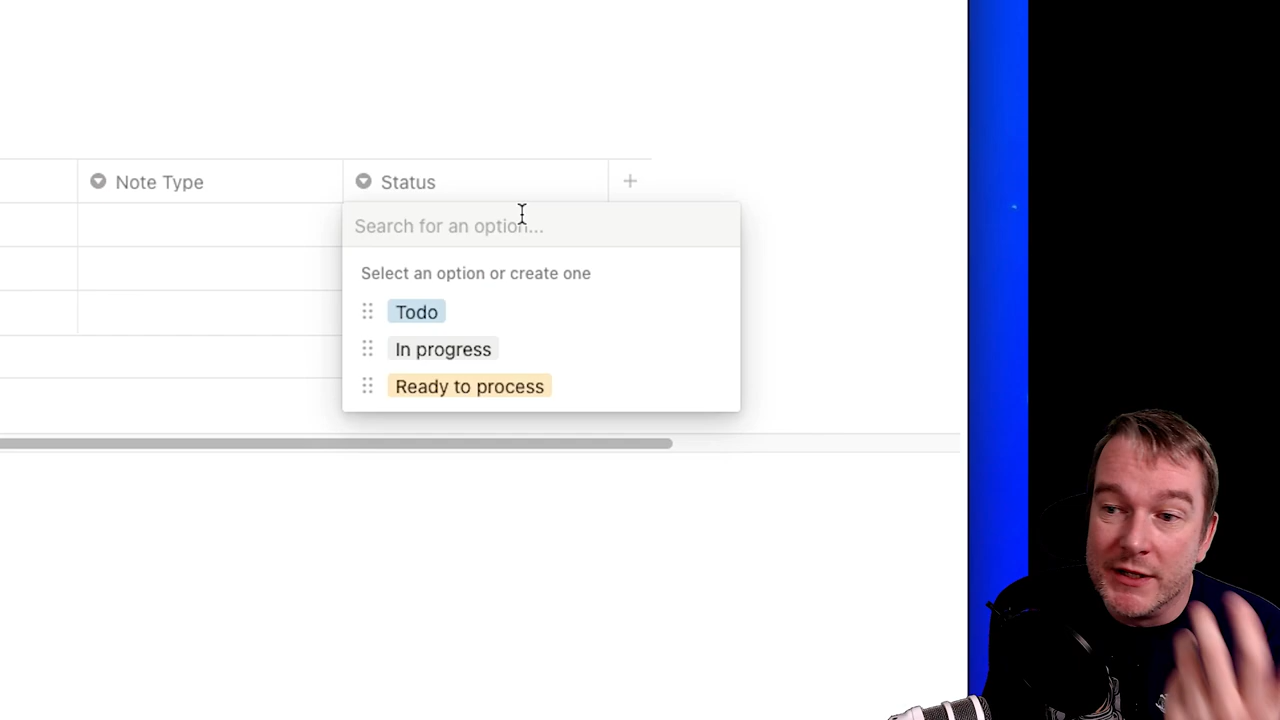 Note Type
Status
Search for an option...
Select an option or create one
Todo
In progress
Ready to process